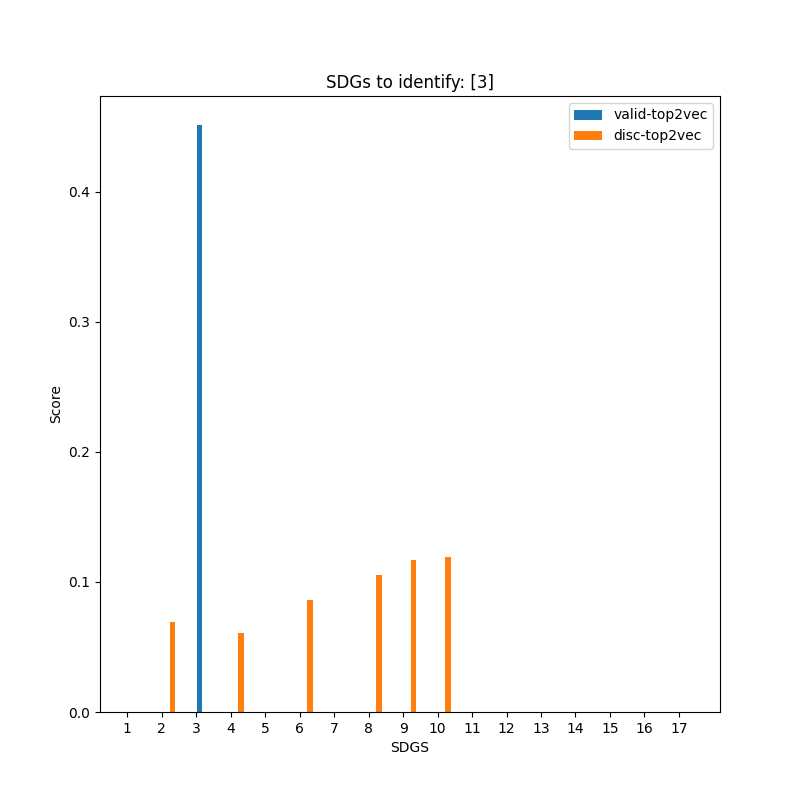 SDGs to identify: [3]
valid-top2vec
disc-top2vec
0.4
0.3
0.2
0.1
0.0
Score
1 2 3 4 5 6 7 8 9 10 11 12 13 14 15 16 17
SDGS